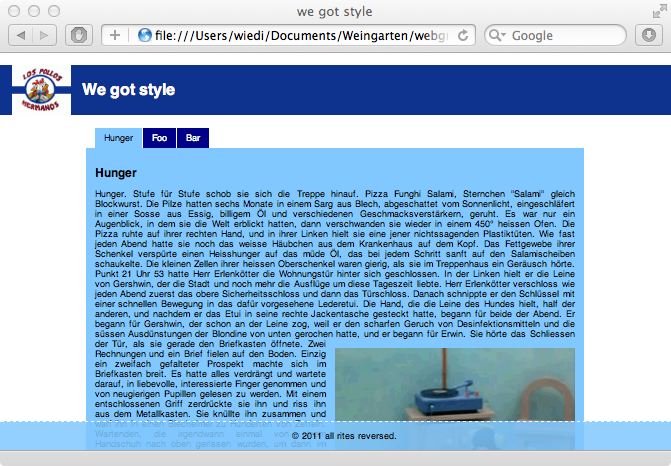 we got style
file:///Users/wiedi/Documents/Weingarten/webgr
Google
LOS POLLOS
HERMANOS
We got style
Hunger Foo Bar
Hunger
Hunger. Stufe für Stufe schob sie sich die Treppe hinauf. Pizza Funghi Salami, Sternchen "Salami" gleich
Blockwurst. Die Pilze hatten sechs Monate in einem Sarg aus Blech, abgeschattet vom Sonnenlicht, eingeschläfert
in einer Sosse aus Essig, billigem Öl und verschiedenen Geschmacksverstärkern, geruht. Es war nur ein
Augenblick, in dem sie die Welt erblickt hatten, dann verschwanden sie wieder in einem 450° heissen Ofen. Die
Pizza ruhte auf ihrer rechten Hand, und in ihrer Linken hielt sie eine jener nichtssagenden Plastiktüten. Wie fast
jeden Abend hatte sie noch das weisse Häubchen aus dem Krankenhaus auf dem Kopf. Das Fettgewebe ihrer
Schenkel verspürte einen Heisshunger auf das müde Öl, das bei jedem Schritt sanft auf den Salamischeiben
schaukelte. Die kleinen Zellen ihrer heissen Oberschenkel waren gierig, als sie im Treppenhaus ein Geräusch hörte.
Punkt 21 Uhr 53 hatte Herr Erlenkötter die Wohnungstür hinter sich geschlossen. In der Linken hielt er die Leine
von Gershwin, der die Stadt und noch mehr die Ausflüge um diese Tageszeit liebte. Herr Erlenkötter verschloss wie
jeden Abend zuerst das obere Sicherheitsschloss und dann das Türschloss. Danach schnippte er den Schlüssel mit
einer schnellen Bewegung in das dafür vorgesehene Lederetui. Die Hand, die die Leine des Hundes hielt, half der
anderen, und nachdem er das Etui in seine rechte Jackentasche gesteckt hatte, begann für beide der Abend. Er
begann für Gershwin, der schon an der Leine zog, weil er den scharfen Geruch von Desinfektionsmitteln und die
süssen Ausdünstungen der Blondine von unten gerochen hatte, und er begann für Erwin. Sie hörte das Schliessen
der Tür, als sie gerade den Briefkasten öffnete. Zwei
Rechnungen und ein Brief fielen auf den Boden. Einzig
ein zweifach gefalteter Prospekt machte sich im
Briefkasten breit. Es hatte alles verdrängt und wartete
darauf, in liebevolle, interessierte Finger genommen und
von neugierigen Pupillen gelesen zu werden. Mit einem
entschlossenen Griff zerdrückte sie ihn und riss ihn
aus dem Metallkasten. Sie knüllte ihn zusammen und
warf ihn in einen Blecheimer zu Hunderten von Zetteln.
Wartenden, die irgendwann einmal von
Handschuh nach oben gerissen wurden, um dann im
© 2011 all rites reversed.